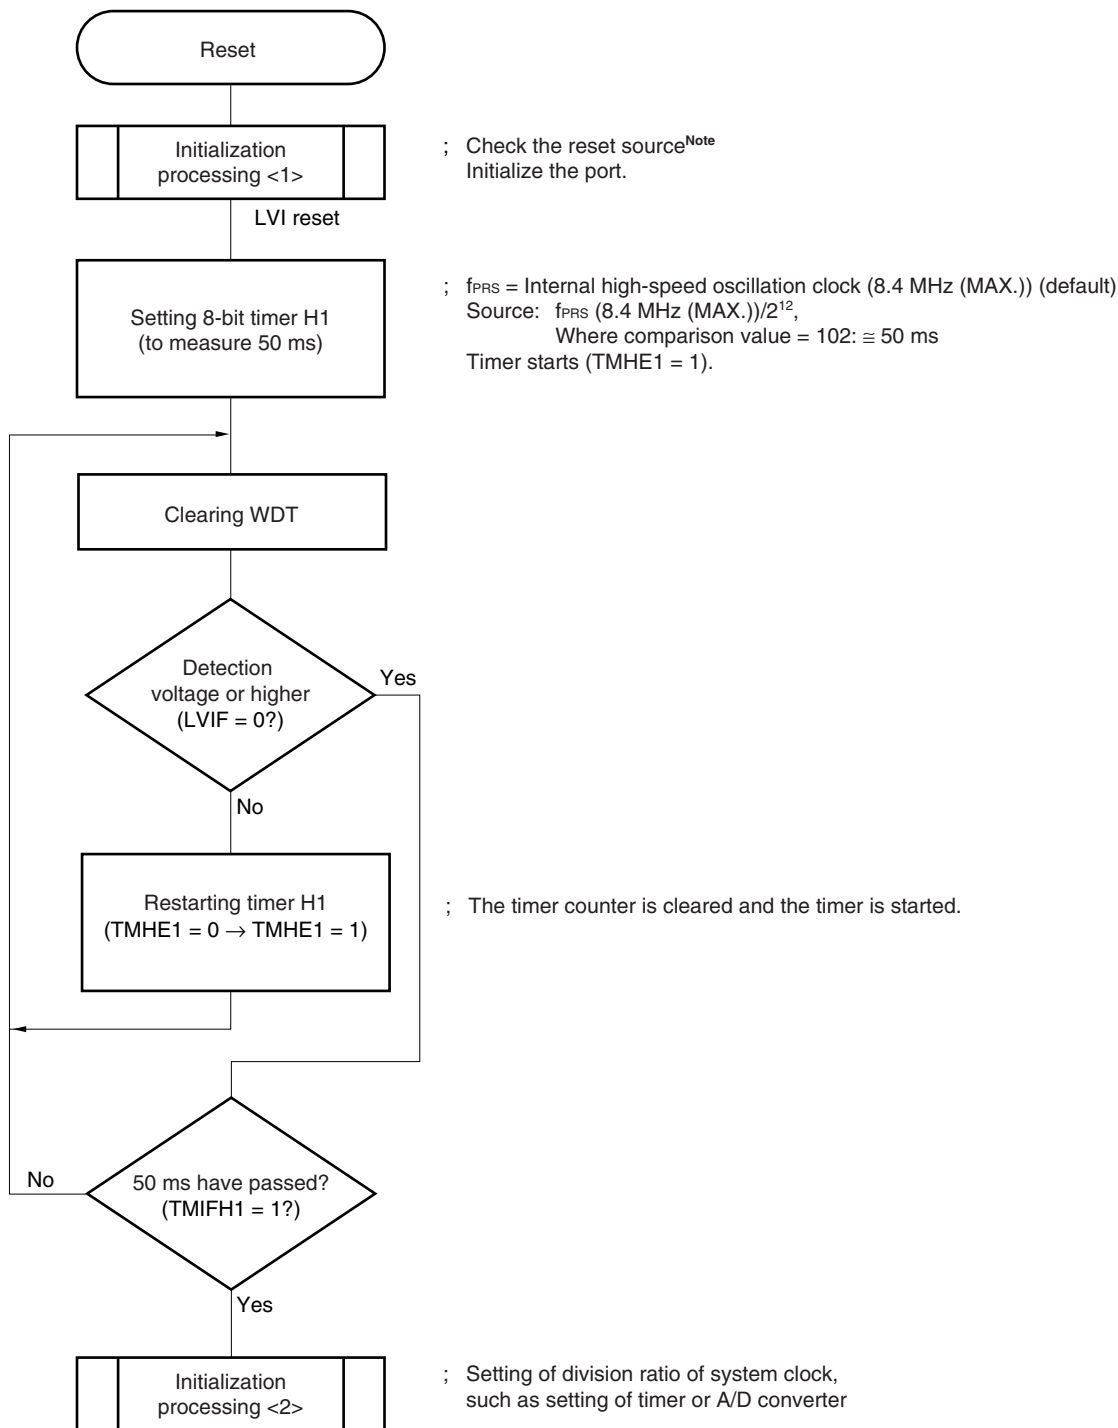 Reset
Initialization
processing <1>
; Check the reset sourceNote
Initialize the port.
LVI reset
Setting 8-bit timer H1
(to measure 50 ms)
; fPRS = Internal high-speed oscillation clock (8.4 MHz (MAX.)) (default)
Source: fPRS (8.4 MHz (MAX.))/2¹²,
Where comparison value = 102: ≅ 50 ms
Timer starts (TMHE1 = 1).
Clearing WDT
Detection
voltage or higher
(LVIF = 0?)
Yes
No
Restarting timer H1
(TMHE1 = 0 → TMHE1 = 1)
; The timer counter is cleared and the timer is started.
No
50 ms have passed?
(TMIFH1 = 1?)
Yes
Initialization
processing <2>
; Setting of division ratio of system clock,
such as setting of timer or A/D converter